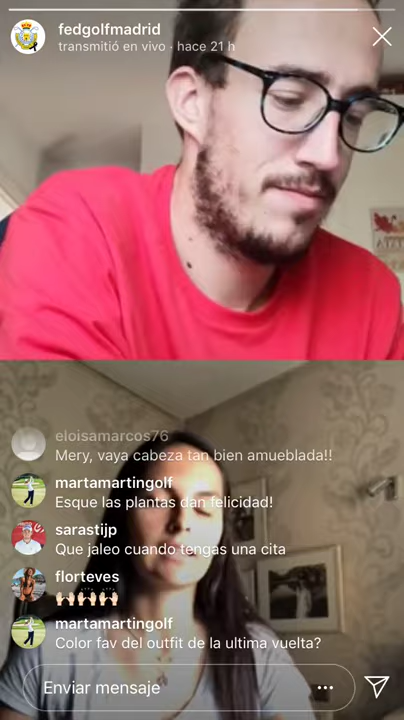 fedgolfmadrid
transmitió en vivo · hace 21 h
eloisamarcos76
Mery, vaya cabeza tan bien amueblada!!
martamartingolf
Esque las plantas dan felicidad!
sarastijp
Que jaleo cuando tengas una cita
florteves
🙌🏻🙌🏻🙌🏻🙌🏻
martamartingolf
Color fav del outfit de la ultima vuelta?
Enviar mensaje